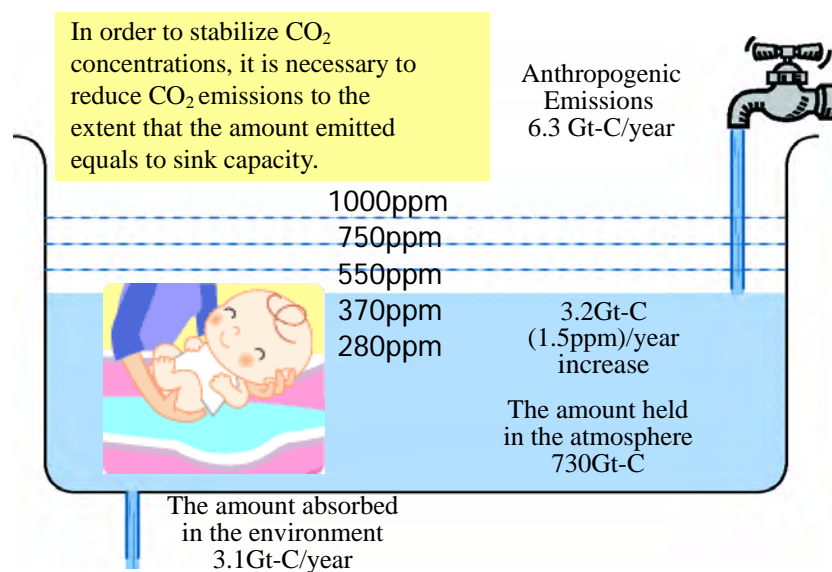 In order to stabilize CO₂
concentrations, it is necessary to
reduce CO₂ emissions to the
extent that the amount emitted
equals to sink capacity.
Anthropogenic
Emissions
6.3 Gt-C/year
1000ppm
750ppm
550ppm
370ppm
280ppm
3.2Gt-C
(1.5ppm)/year
increase
The amount held
in the atmosphere
730Gt-C
The amount absorbed
in the environment
3.1Gt-C/year